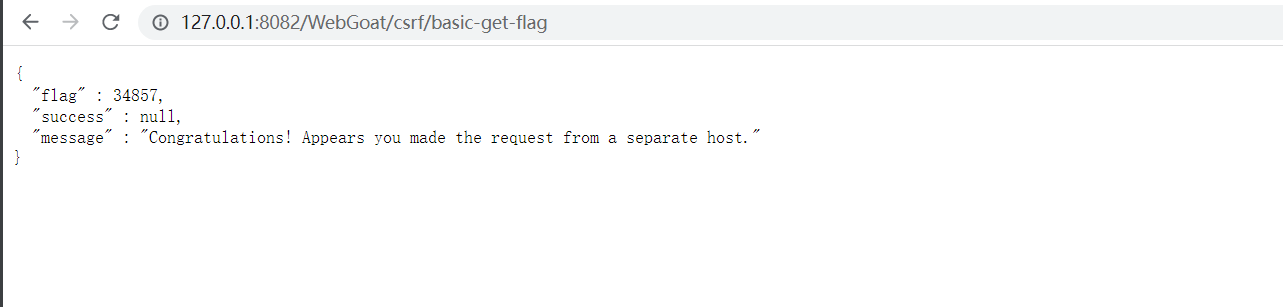 127.0.0.1:8082/WebGoat/csrf/basic-get-flag
{
"flag" : 34857,
"success" : null,
"message" : "Congratulations! Appears you made the request from a separate host."
}